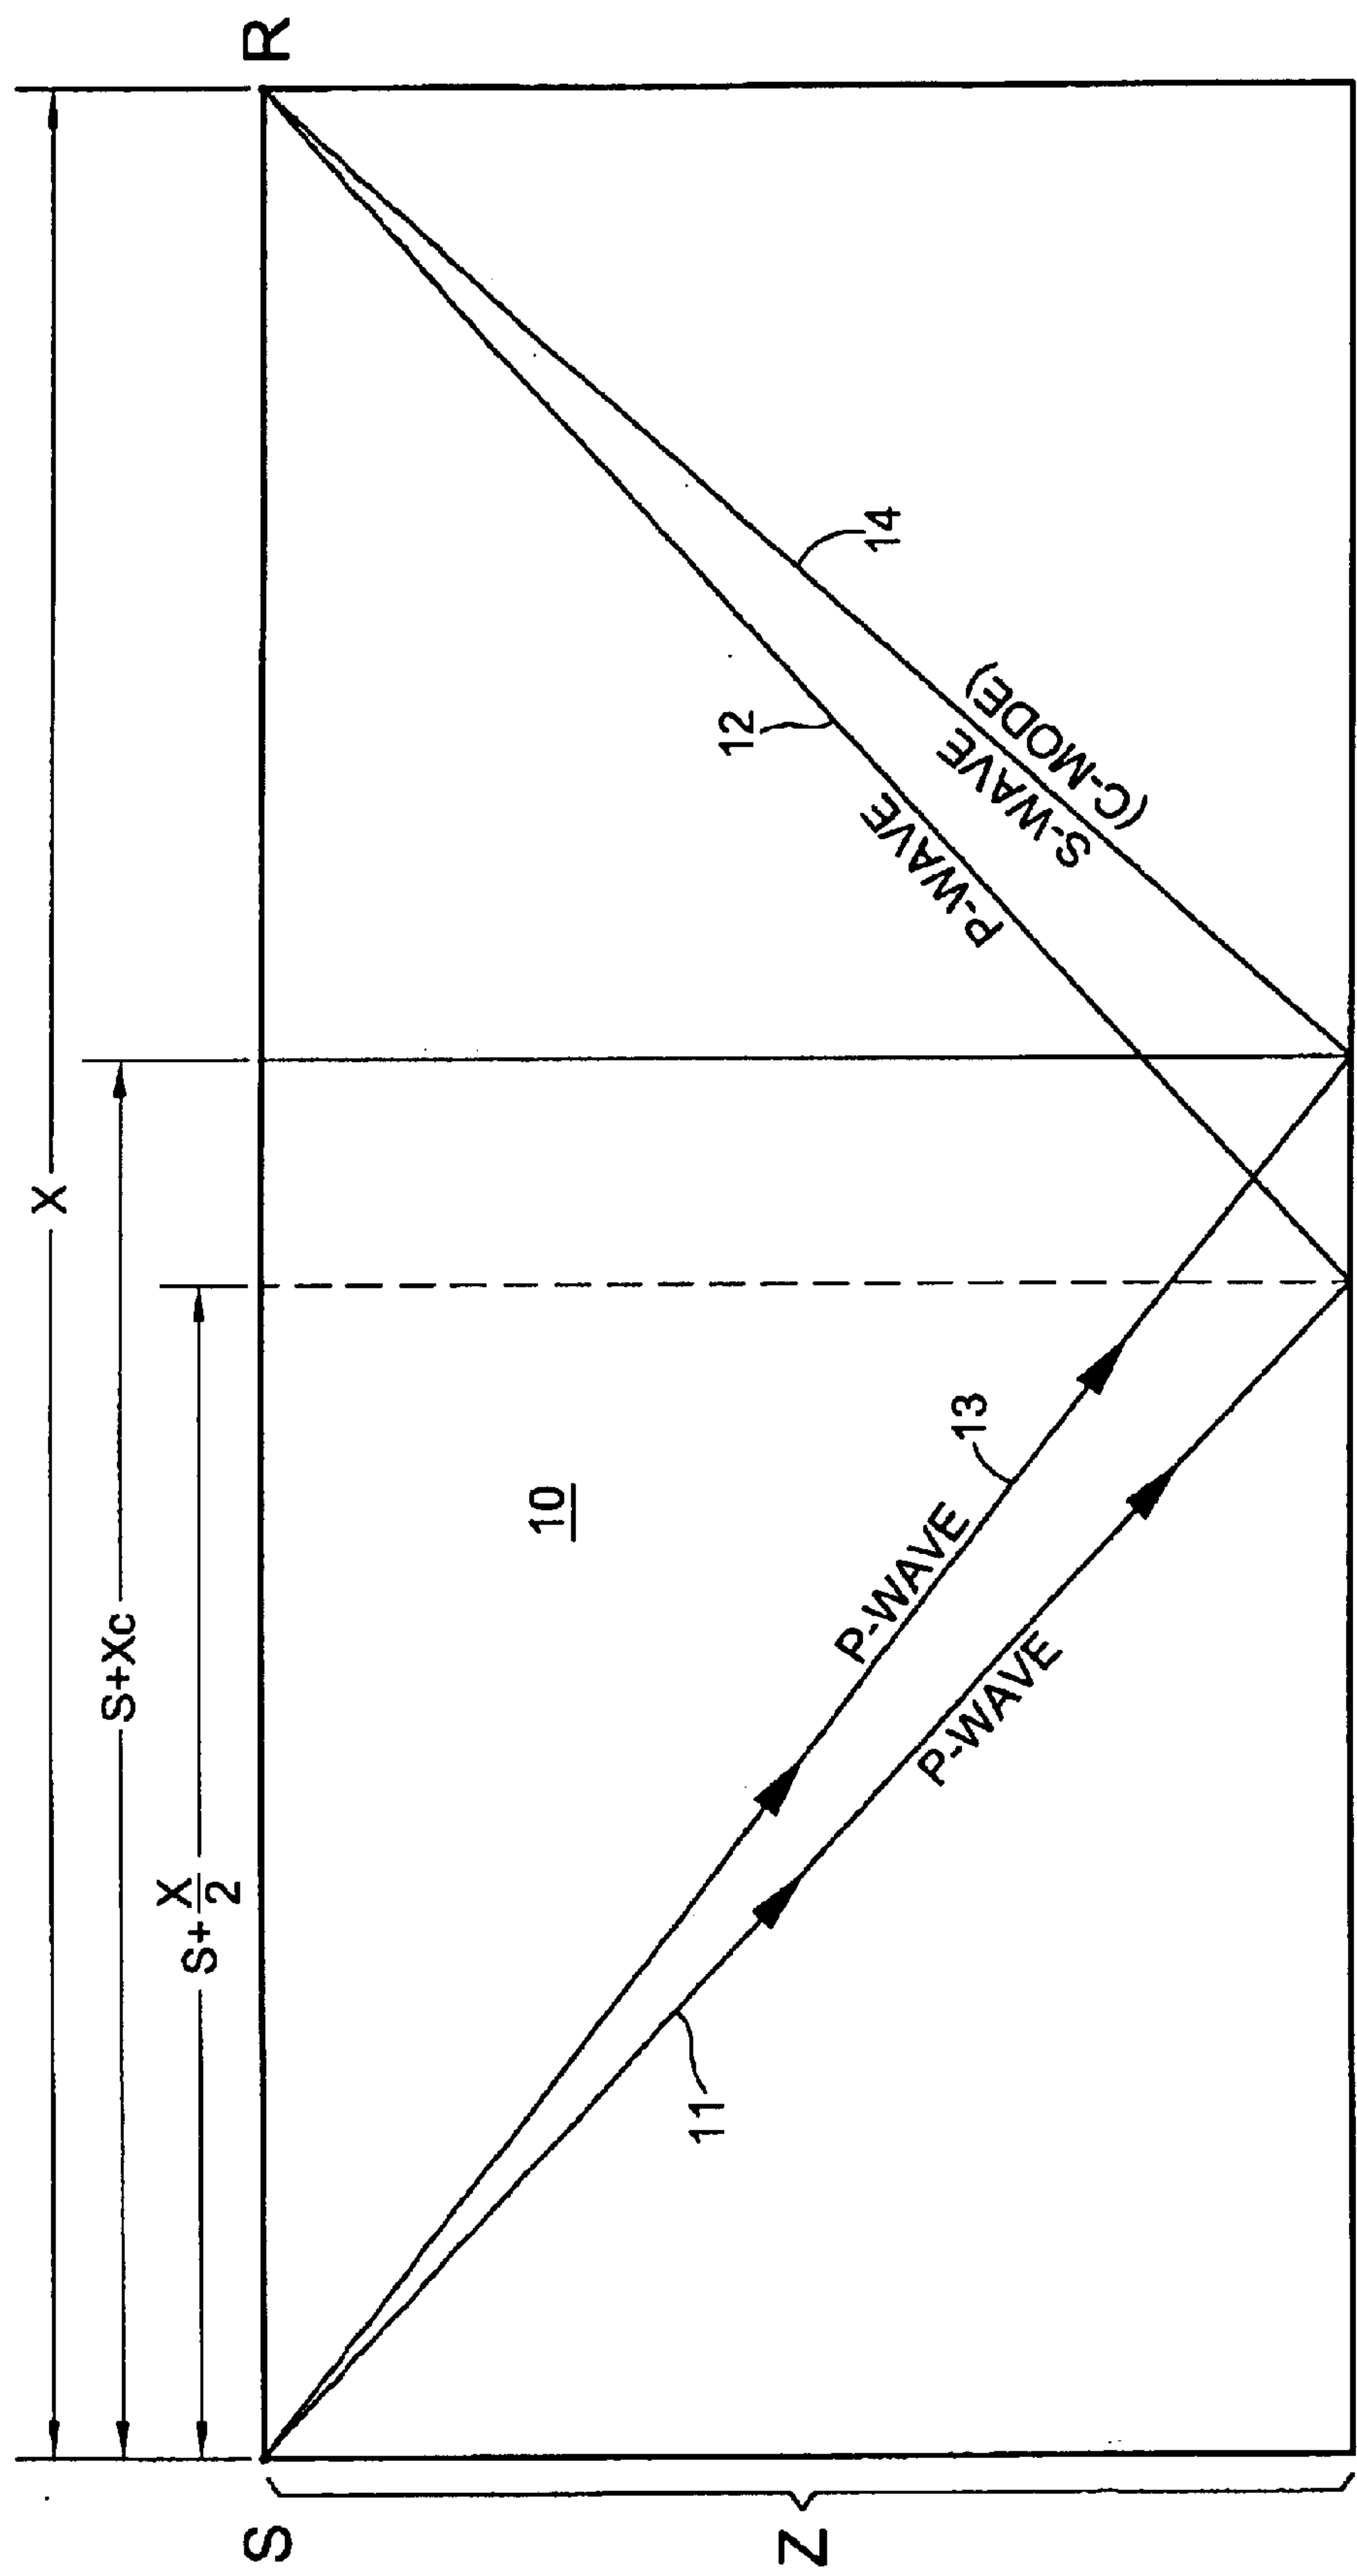 X
S+Xc
S+X/2
S
R
10
12
P-WAVE
14
S-WAVE
(C-MODE)
13
P-WAVE
11
P-WAVE
Z